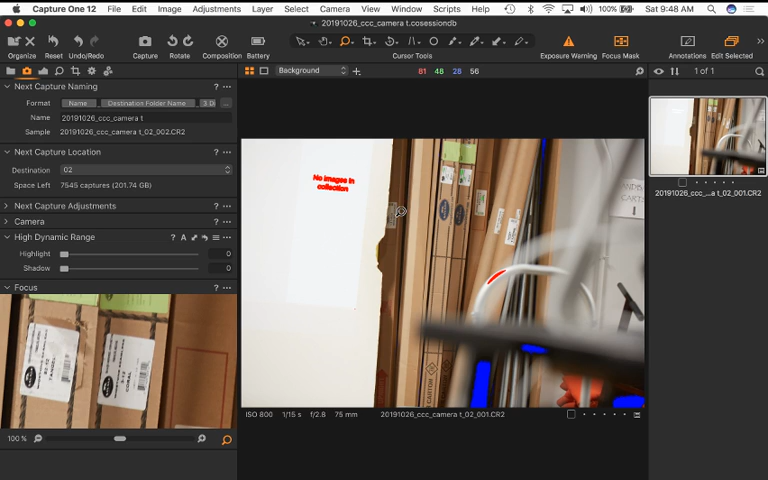 Capture One 12 File Edit Image Adjustments Layer Select Camera View Window Scripts Help 100% Sat 9:48 AM
20191026_ccc_camera t.cosessiondb
Organize Reset Undo/Redo Capture Rotate Composition Battery Cursor Tools Exposure Warning Focus Mask Annotations Edit Selected
Next Capture Naming ? ...
Background
81 48 28 56
1 of 1
Format Name Destination Folder Name 3 Di ...
Name 20191026_ccc_camera t
Sample 20191026_ccc_camera t_02_002.CR2
Next Capture Location ? ...
Destination 02
Space Left 7545 captures (201.74 GB)
Next Capture Adjustments ? ...
Camera ? ...
High Dynamic Range ? A ...
Highlight 0
Shadow 0
Focus ? ...
100 %
No images in
collection
ISO 800 1/15 s f/2.8 75 mm 20191026_ccc_camera t_02_001.CR2
20191026_ccc_...a t_02_001.CR2
CORAL